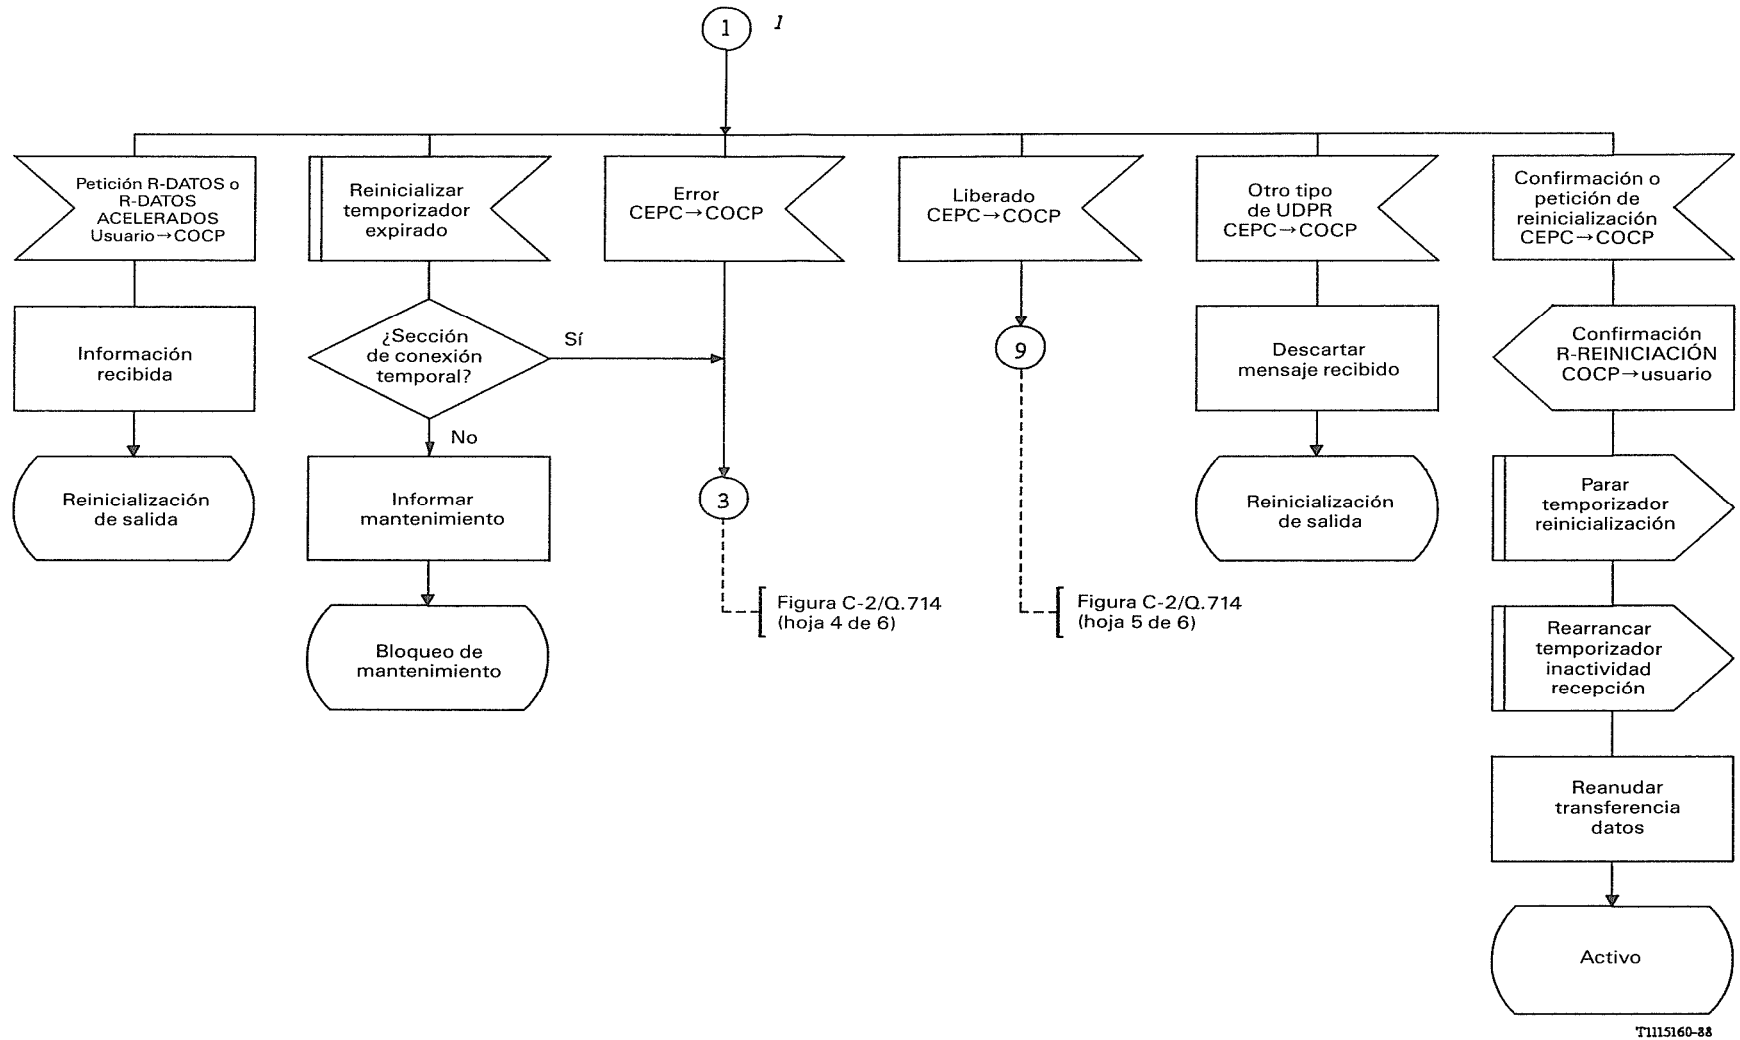 1
1
Petición R-DATOS o
R-DATOS
ACELERADOS
Usuario→COCP
Información
recibida
Reinicialización
de salida
Reinicializar
temporizador
expirado
¿Sección
de conexión
temporal?
Sí
No
Informar
mantenimiento
Bloqueo de
mantenimiento
Error
CEPC→COCP
3
Figura C-2/Q.714
(hoja 4 de 6)
Liberado
CEPC→COCP
9
Figura C-2/Q.714
(hoja 5 de 6)
Otro tipo
de UDPR
CEPC→COCP
Descartar
mensaje recibido
Reinicialización
de salida
Confirmación o
petición de
reinicialización
CEPC→COCP
Confirmación
R-REINICIACIÓN
COCP→usuario
Parar
temporizador
reinicialización
Rearrancar
temporizador
inactividad
recepción
Reanudar
transferencia
datos
Activo
T1115160-88